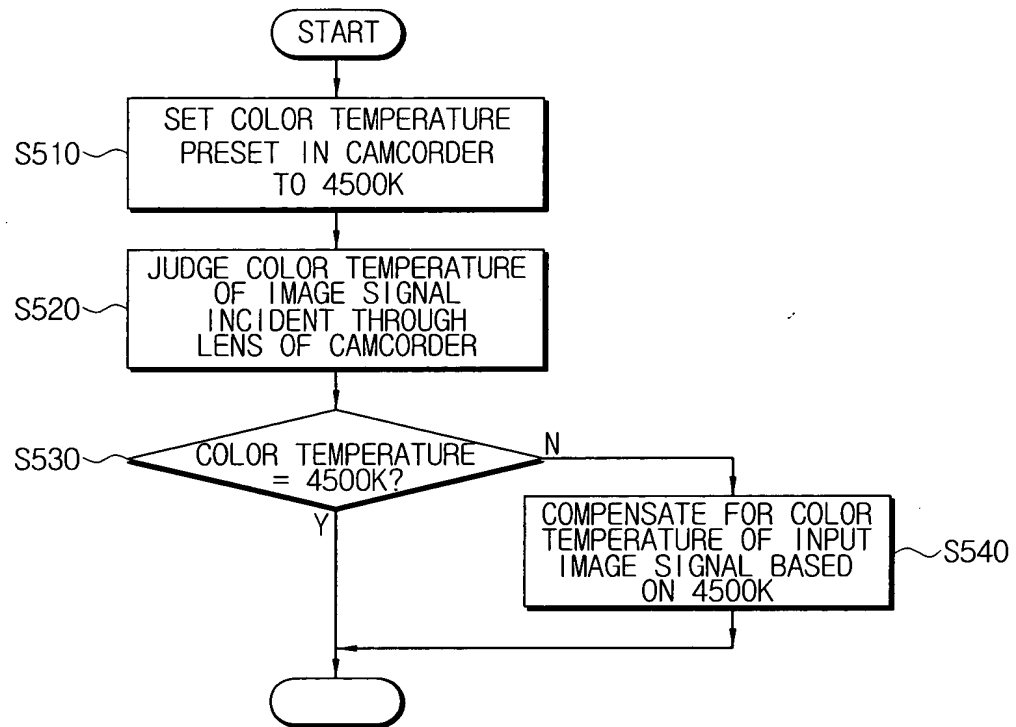 START
SET COLOR TEMPERATURE
PRESET IN CAMCORDER
TO 4500K
S510
JUDGE COLOR TEMPERATURE
OF IMAGE SIGNAL
INCIDENT THROUGH
LENS OF CAMCORDER
S520
COLOR TEMPERATURE
= 4500K?
S530
N
Y
COMPENSATE FOR COLOR
TEMPERATURE OF INPUT
IMAGE SIGNAL BASED
ON 4500K
S540